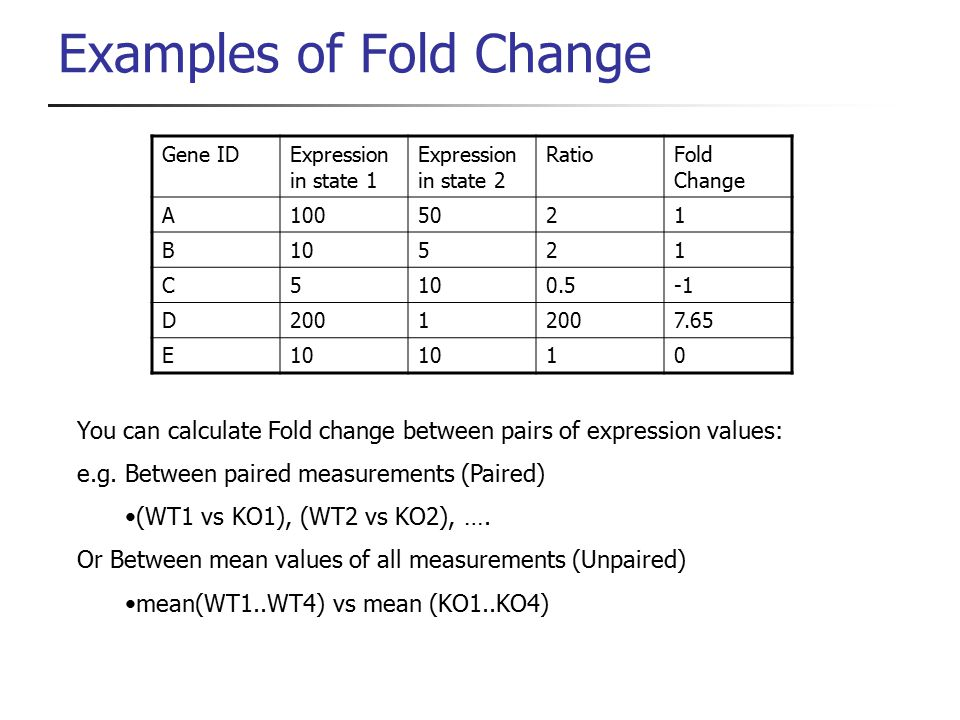 Examples of Fold Change
Gene ID Expression in state 1 Expression in state 2 Ratio Fold Change
A 100 50 2 1
B 10 5 2 1
C 5 10 0.5 -1
D 200 1 200 7.65
E 10 10 1 0
You can calculate Fold change between pairs of expression values:
e.g. Between paired measurements (Paired)
•(WT1 vs KO1), (WT2 vs KO2), ….
Or Between mean values of all measurements (Unpaired)
•mean(WT1..WT4) vs mean (KO1..KO4)